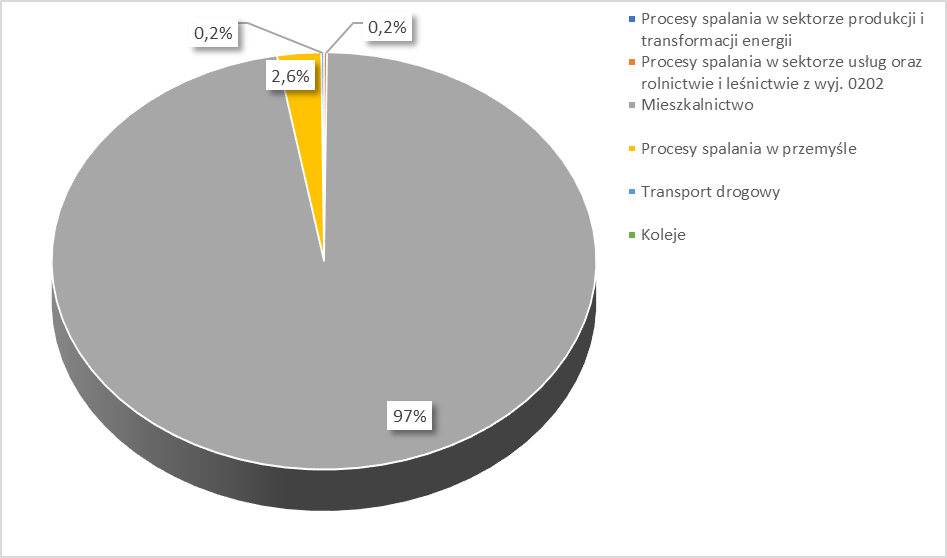 0,2%
0,2%
2,6%
97%
Procesy spalania w sektorze produkcji i
transformacji energii
Procesy spalania w sektorze usług oraz
rolnictwie i leśnictwie z wyj. 0202
Mieszkalnictwo
Procesy spalania w przemyśle
Transport drogowy
Koleje